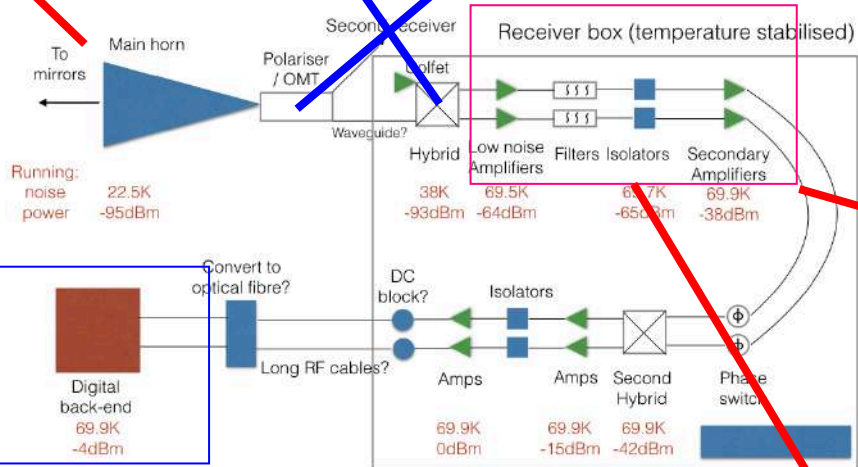 Second receiver
Receiver box (temperature stabilised)
To
mirrors
Main horn
Polariser
/ OMT
Colfet
Waveguide?
Hybrid
Low noise
Amplifiers
Filters
Isolators
Secondary
Amplifiers
Running:
noise
power
22.5K
-95dBm
38K
-93dBm
69.5K
-64dBm
69.7K
-65dBm
69.9K
-38dBm
Convert to
optical fibre?
DC
block?
Isolators
Φ
Φ
Long RF cables?
Digital
back-end
69.9K
-4dBm
Amps
69.9K
0dBm
Amps
69.9K
-15dBm
Second
Hybrid
69.9K
-42dBm
Phase
switch